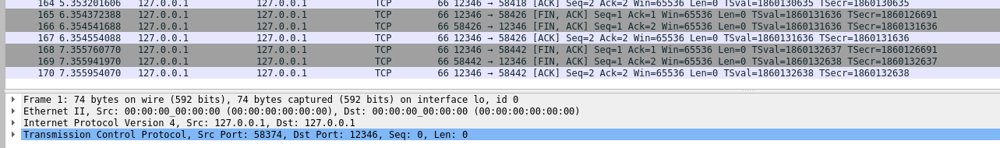 164 6.353201606 127.0.0.1 127.0.0.1 TCP 66 12346 → 58418 [ACK] Seq=2 Ack=2 Win=65536 Len=0 TSval=1860130635 TSecr=1860130635
165 6.354372388 127.0.0.1 127.0.0.1 TCP 66 12346 → 58426 [FIN, ACK] Seq=1 Ack=1 Win=65536 Len=0 TSval=1860131636 TSecr=1860126691
166 6.354541688 127.0.0.1 127.0.0.1 TCP 66 58426 → 12346 [FIN, ACK] Seq=1 Ack=2 Win=65536 Len=0 TSval=1860131636 TSecr=1860131636
167 6.354554088 127.0.0.1 127.0.0.1 TCP 66 12346 → 58426 [ACK] Seq=2 Ack=2 Win=65536 Len=0 TSval=1860131636 TSecr=1860131636
168 7.355760770 127.0.0.1 127.0.0.1 TCP 66 12346 → 58442 [FIN, ACK] Seq=1 Ack=1 Win=65536 Len=0 TSval=1860132637 TSecr=1860126691
169 7.355941970 127.0.0.1 127.0.0.1 TCP 66 58442 → 12346 [FIN, ACK] Seq=1 Ack=2 Win=65536 Len=0 TSval=1860132638 TSecr=1860132637
170 7.355954070 127.0.0.1 127.0.0.1 TCP 66 12346 → 58442 [ACK] Seq=2 Ack=2 Win=65536 Len=0 TSval=1860132638 TSecr=1860132638
Frame 1: 74 bytes on wire (592 bits), 74 bytes captured (592 bits) on interface lo, id 0
Ethernet II, Src: 00:00:00_00:00:00 (00:00:00:00:00:00), Dst: 00:00:00_00:00:00 (00:00:00:00:00:00)
Internet Protocol Version 4, Src: 127.0.0.1, Dst: 127.0.0.1
Transmission Control Protocol, Src Port: 58374, Dst Port: 12346, Seq: 0, Len: 0